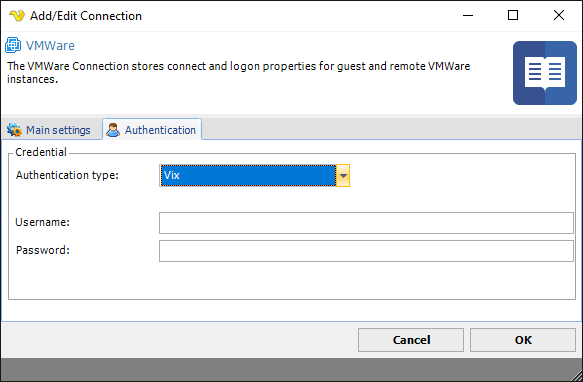 Add/Edit Connection
VMWare
The VMWare Connection stores connect and logon properties for guest and remote VMWare
instances.
Main settings
Authentication
Credential
Authentication type:
Vix
Username:
Password:
Cancel
OK